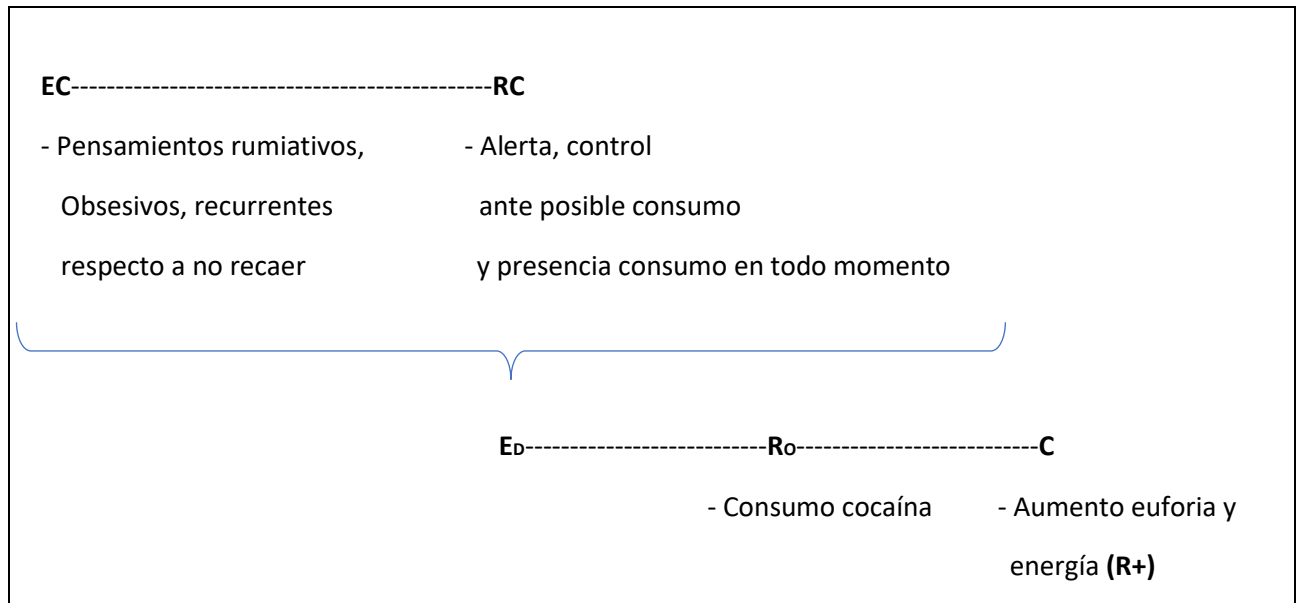 EC-----------------------------------------------RC
- Pensamientos rumiativos, - Alerta, control
Obsesivos, recurrentes ante posible consumo
respecto a no recaer y presencia consumo en todo momento
ED---------------------------RO---------------------------C
- Consumo cocaína - Aumento euforia y
energía (R+)